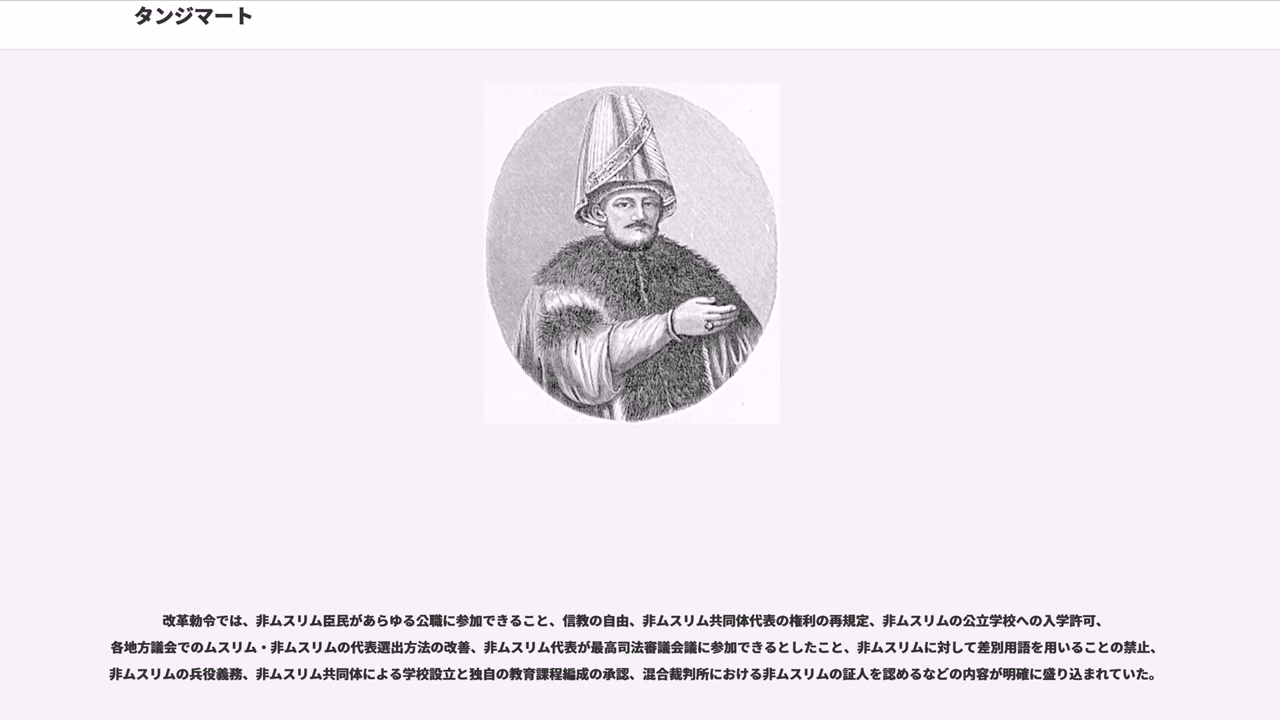 タンジマート
改革勅令では、非ムスリム臣民があらゆる公職に参加できること、信教の自由、非ムスリム共同体代表の権利の再規定、非ムスリムの公立学校への入学許可、
各地方議会でのムスリム・非ムスリムの代表選出方法の改善、非ムスリム代表が最高司法審議会議に参加できるとしたこと、非ムスリムに対して差別用語を用いることの禁止、
非ムスリムの兵役義務、非ムスリム共同体による学校設立と独自の教育課程編成の承認、混合裁判所における非ムスリムの証人を認めるなどの内容が明確に盛り込まれていた。